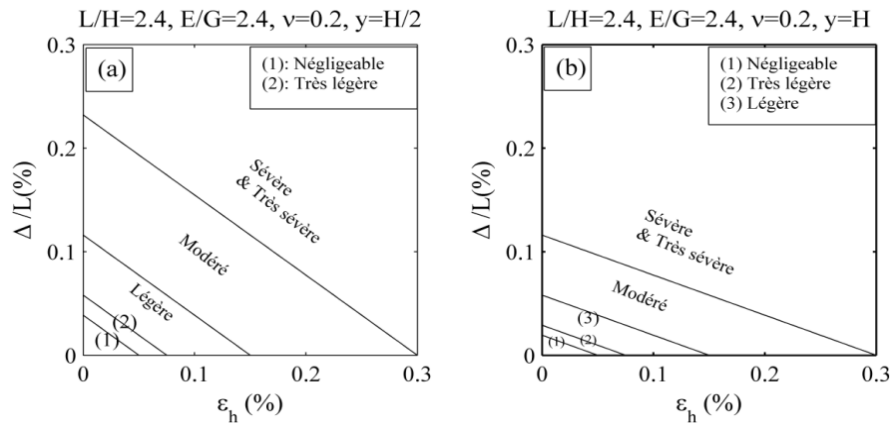 L/H=2.4, E/G=2.4, ν=0.2, y=H/2
0.3
(a)
(1): Négligeable
(2): Très légère
0.2
Δ /L(%)
Sévère
& Très sévère
Modéré
0.1
Légère
(2)
(1)
0
0 0.1 0.2 0.3
ε_h (%)
L/H=2.4, E/G=2.4, ν=0.2, y=H
0.3
(b)
(1) Négligeable
(2) Très légère
(3) Légère
0.2
Δ /L(%)
Sévère
& Très sévère
0.1
Modéré
(3)
(1) (2)
0
0 0.1 0.2 0.3
ε_h (%)